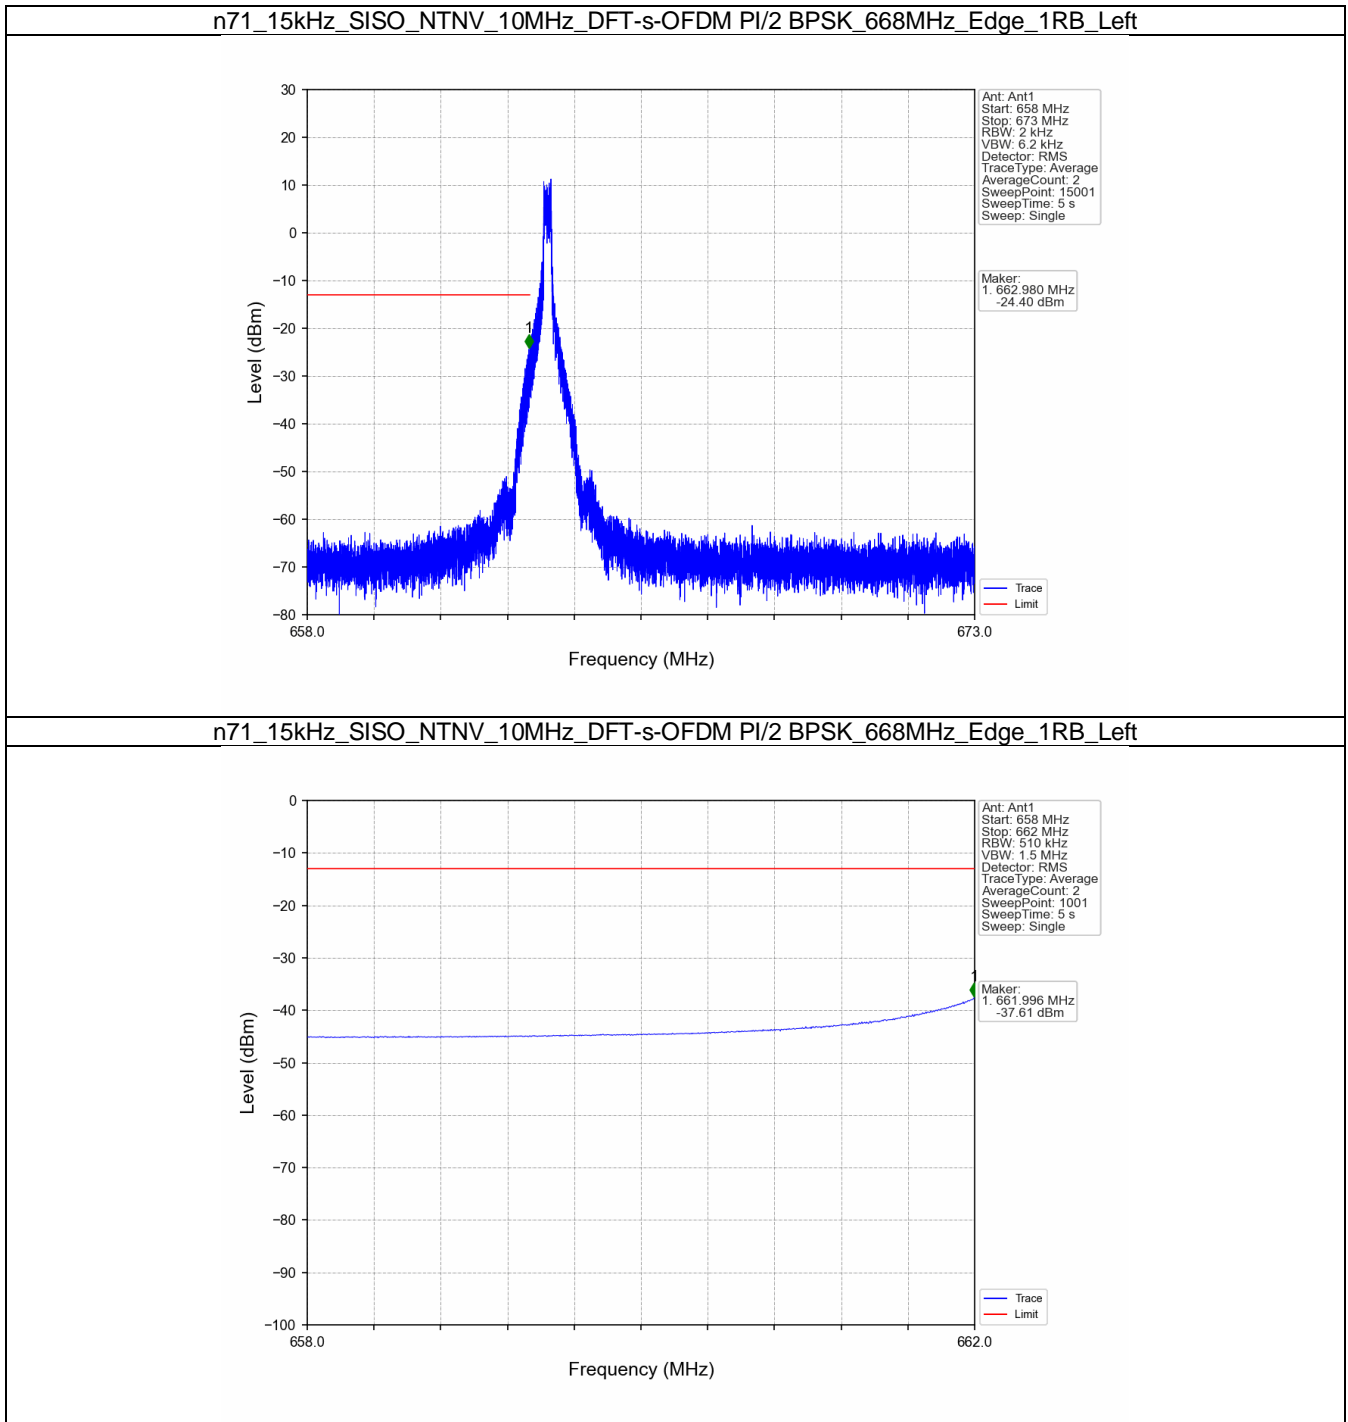 n71_15kHz_SISO_NTNV_10MHz_DFT-s-OFDM PI/2 BPSK_668MHz_Edge_1RB_Left
30
20
10
0
−10
−20
−30
−40
−50
−60
−70
−80
Level (dBm)
1
658.0
673.0
Frequency (MHz)
Ant: Ant1
Start: 658 MHz
Stop: 673 MHz
RBW: 2 kHz
VBW: 6.2 kHz
Detector: RMS
TraceType: Average
AverageCount: 2
SweepPoint: 15001
SweepTime: 5 s
Sweep: Single
Maker:
1. 662.980 MHz
-24.40 dBm
Trace
Limit
n71_15kHz_SISO_NTNV_10MHz_DFT-s-OFDM PI/2 BPSK_668MHz_Edge_1RB_Left
0
−10
−20
−30
−40
−50
−60
−70
−80
−90
−100
Level (dBm)
1
658.0
662.0
Frequency (MHz)
Ant: Ant1
Start: 658 MHz
Stop: 662 MHz
RBW: 510 kHz
VBW: 1.5 MHz
Detector: RMS
TraceType: Average
AverageCount: 2
SweepPoint: 1001
SweepTime: 5 s
Sweep: Single
Maker:
1. 661.996 MHz
-37.61 dBm
Trace
Limit